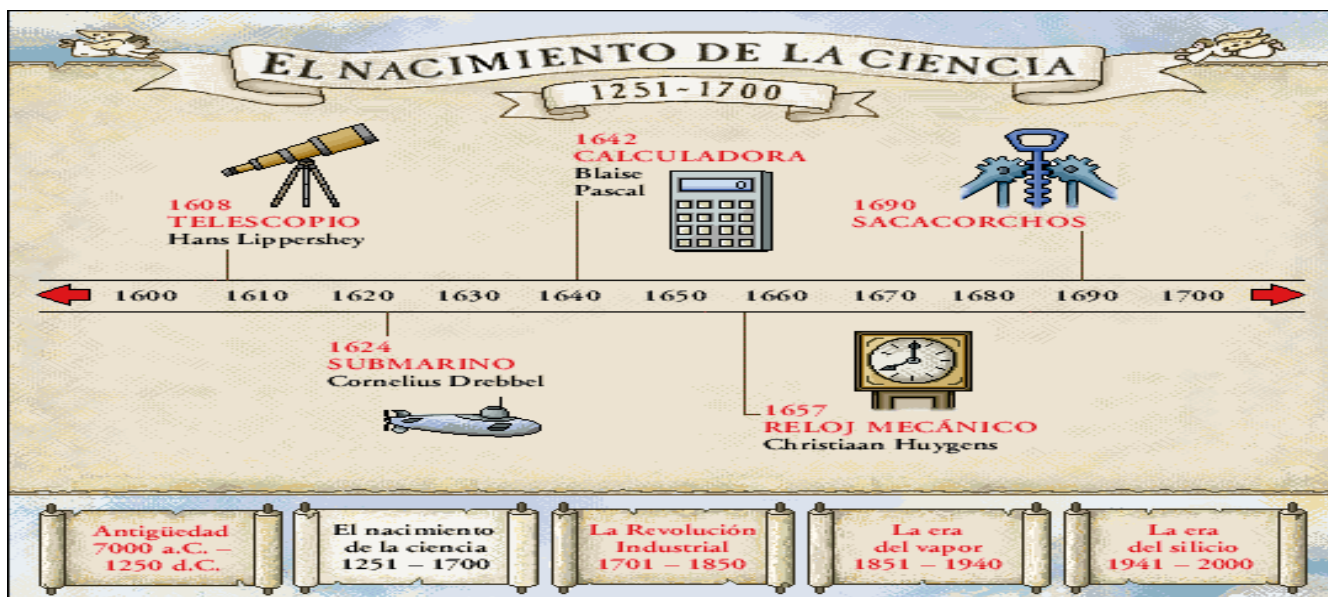 EL NACIMIENTO DE LA CIENCIA
1251-1700
1608
TELESCOPIO
Hans Lippershey
1642
CALCULADORA
Blaise
Pascal
0
1690
SACACORCHOS
1600 1610 1620 1630 1640 1650 1660 1670 1680 1690 1700
1624
SUBMARINO
Cornelius Drebbel
1657
RELOJ MECÁNICO
Christiaan Huygens
Antigüedad
7000 a.C. –
1250 d.C.
El nacimiento
de la ciencia
1251 – 1700
La Revolución
Industrial
1701 – 1850
La era
del vapor
1851 – 1940
La era
del silicio
1941 – 2000